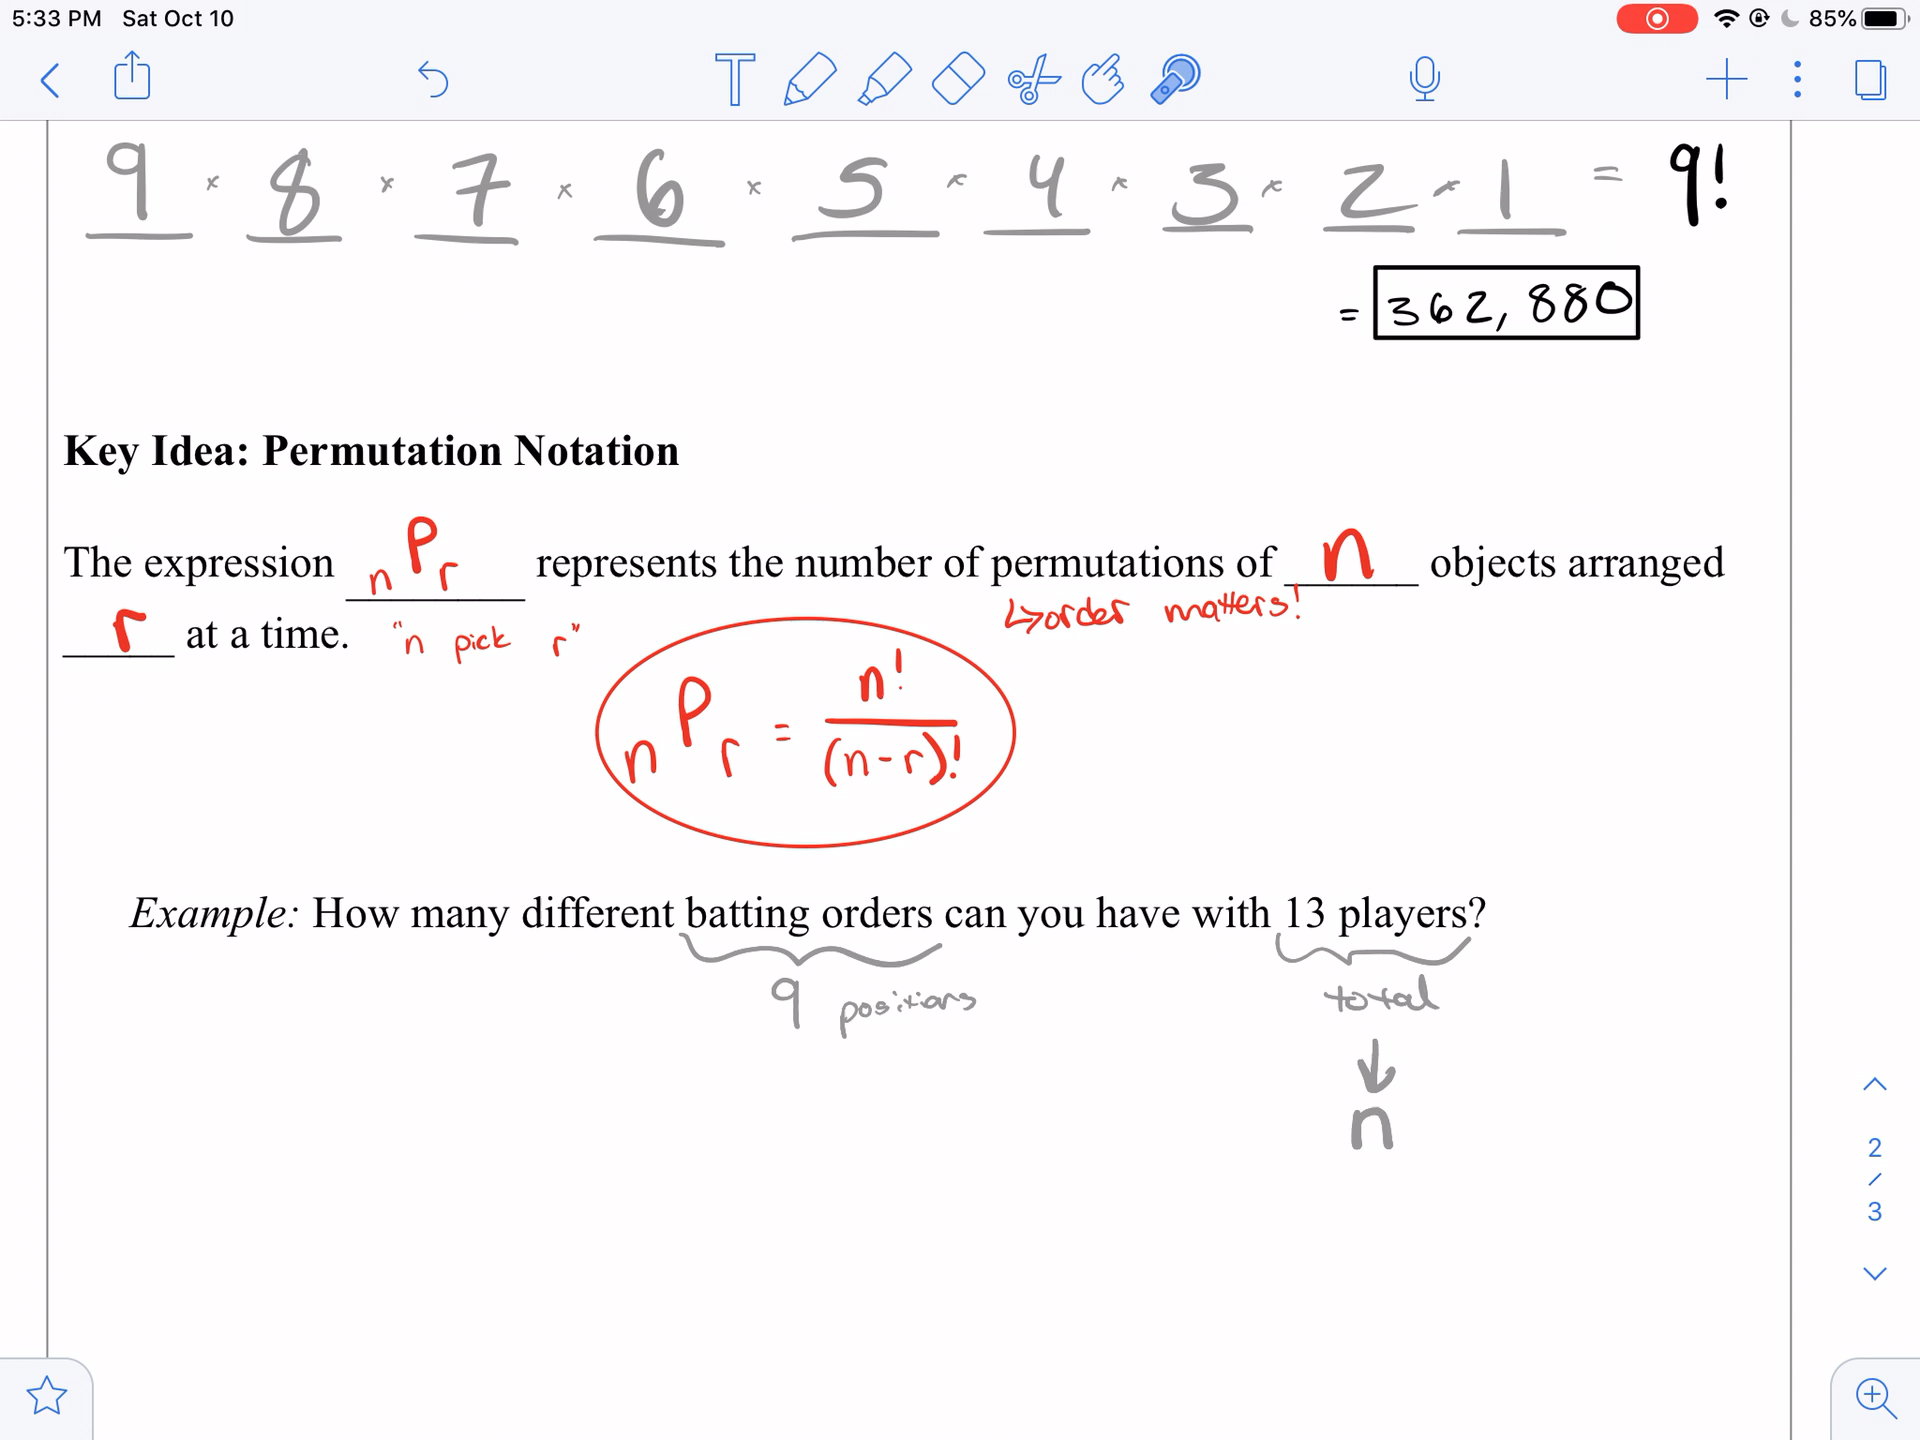 5:33 PM Sat Oct 10 85%
9 × 8 × 7 × 6 × 5 × 4 × 3 × 2 × 1 = 9!
= 362,880
Key Idea: Permutation Notation
The expression nPr represents the number of permutations of n objects arranged
↳order matters!
r at a time. "n pick r"
nPr = n!/(n-r)!
Example: How many different batting orders can you have with 13 players?
9 positions total
↓
n
2
/
3